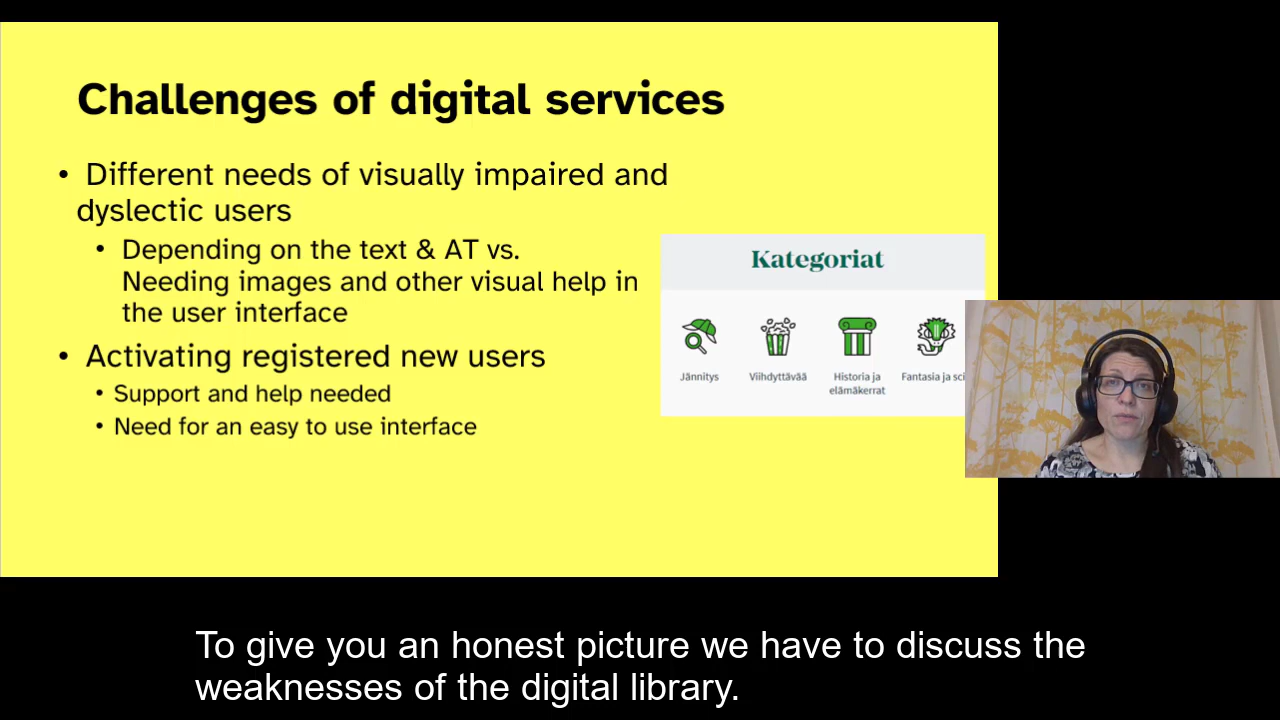 Challenges of digital services
• Different needs of visually impaired and
dyslectic users
• Depending on the text & AT vs.
Needing images and other visual help in
the user interface
• Activating registered new users
• Support and help needed
• Need for an easy to use interface
Kategoriat
Jännitys
Viihdyttävää
Historia ja
elämäkerrat
Fantasia ja sci
To give you an honest picture we have to discuss the
weaknesses of the digital library.